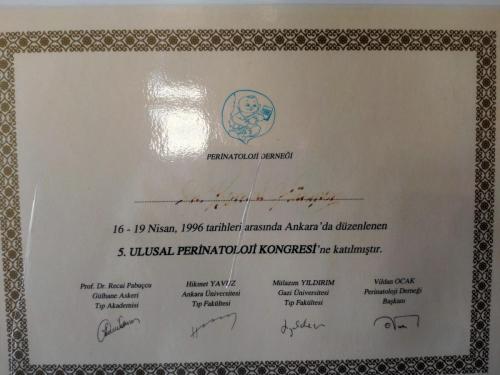 PERİNATOLOJİ DERNEĞİ
16 - 19 Nisan, 1996 tarihleri arasında Ankara'da düzenlenen
5. ULUSAL PERİNATOLOJİ KONGRESİ'ne katılmıştır.
Prof. Dr. Recai Pabaçcu
Gülhane Askeri
Tıp Akademisi
Hikmet YAVUZ
Ankara Üniversitesi
Tıp Fakültesi
Mülazım YILDIRIM
Gazi Üniversitesi
Tıp Fakültesi
Vildan OCAK
Perinatoloji Derneği
Başkanı